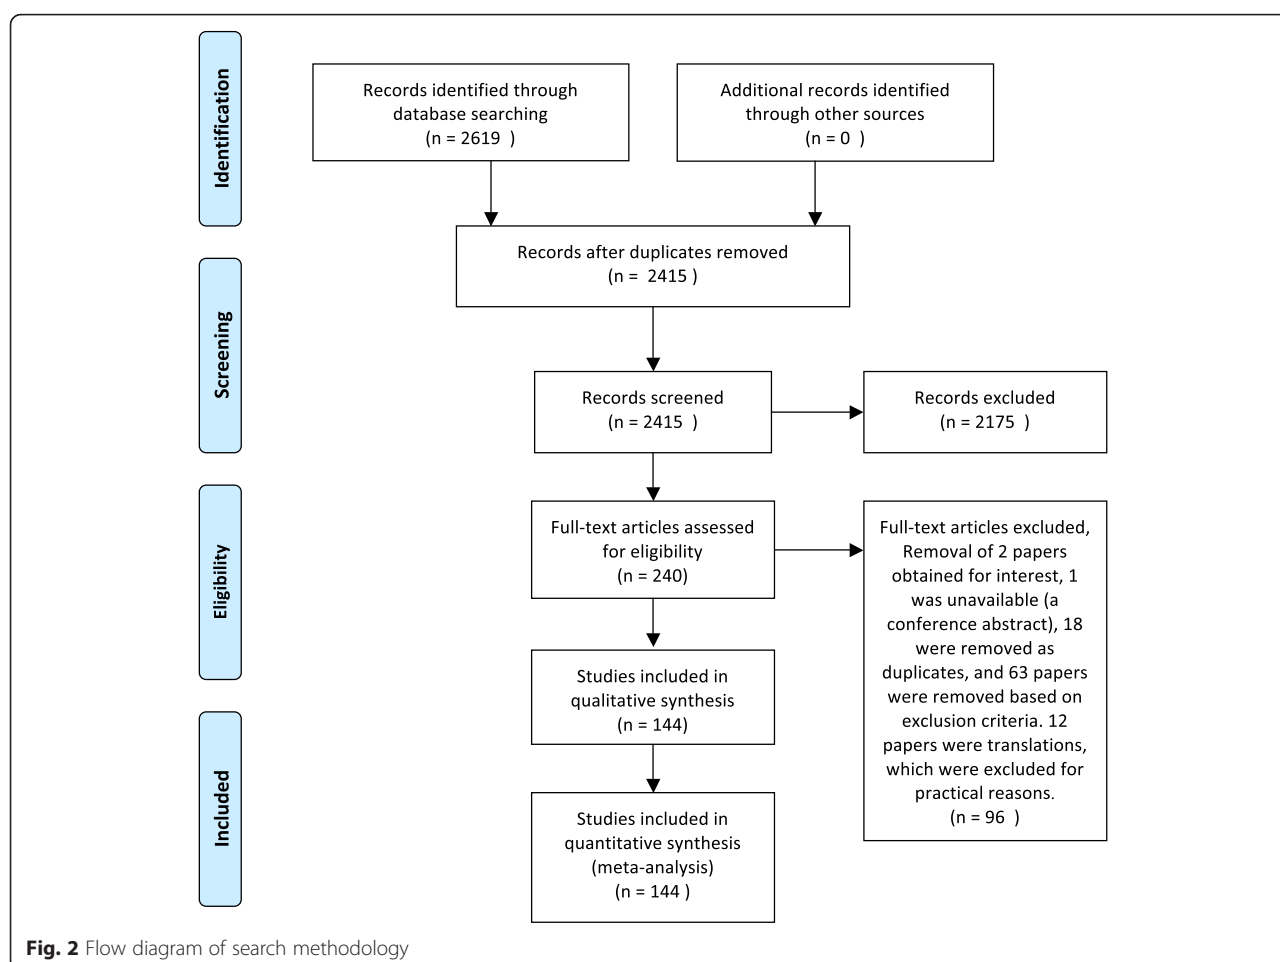 Identification
Records identified through
database searching
(n = 2619  )
Additional records identified
through other sources
(n = 0  )
Records after duplicates removed
(n =  2415 )
Screening
Records screened
(n = 2415  )
Records excluded
(n = 2175  )
Eligibility
Full-text articles assessed
for eligibility
(n = 240)
Full-text articles excluded,
Removal of 2 papers
obtained for interest, 1
was unavailable (a
conference abstract), 18
were removed as
duplicates, and 63 papers
were removed based on
exclusion criteria. 12
papers were translations,
which were excluded for
practical reasons.
(n = 96  )
Studies included in
qualitative synthesis
(n = 144)
Included
Studies included in
quantitative synthesis
(meta-analysis)
(n = 144 )
Fig. 2 Flow diagram of search methodology